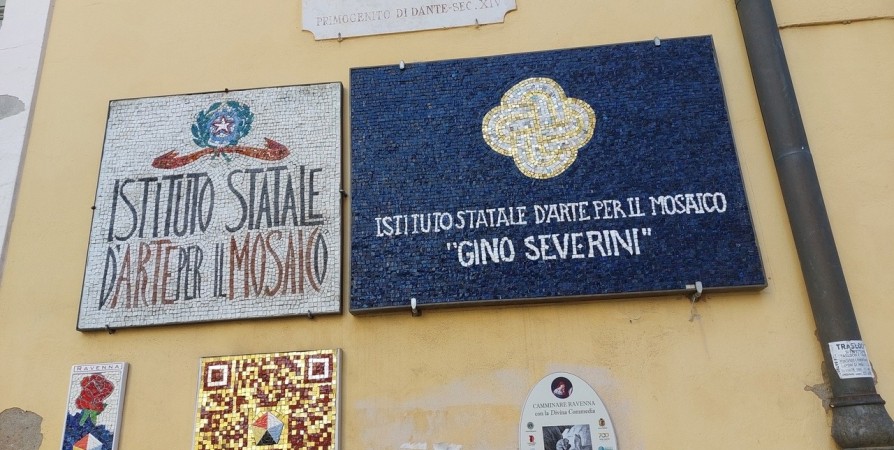 PRIMOGENITO DI DANTE-SEC.XIV
ISTITUTO STATALE
D'ARTE PER IL MOSAICO
ISTITUTO STATALE D'ARTE PER IL MOSAICO
"GINO SEVERINI"
RAVENNA
CAMMINARE RAVENNA
con la Divina Commedia